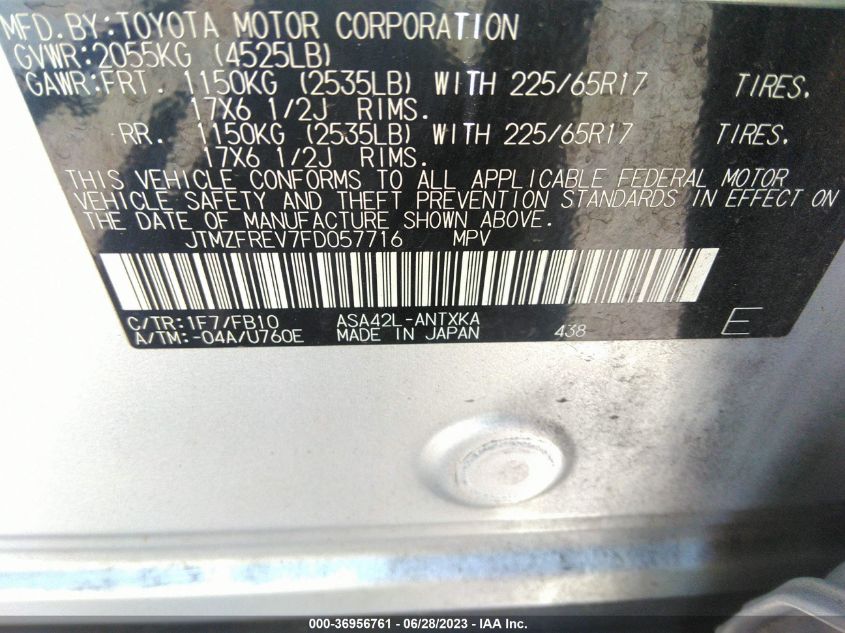 MFD.BY:TOYOTA MOTOR CORPORATION
GVWR:2055KG (4525LB)
GAWR:FRT. 1150KG (2535LB) WITH 225/65R17 TIRES.
17X6 1/2J RIMS.
RR. 1150KG (2535LB) WITH 225/65R17 TIRES.
17X6 1/2J RIMS.
THIS VEHICLE CONFORMS TO ALL APPLICABLE FEDERAL MOTOR
VEHICLE SAFETY AND THEFT PREVENTION STANDARDS IN EFFECT ON
THE DATE OF MANUFACTURE SHOWN ABOVE.
JTMZFREV7FD057716 MPV
C/TR:1F7/FB10 ASA42L-ANTXKA
A/TM:-04A/U760E MADE IN JAPAN 438 E
000-36956761 - 06/28/2023 - IAA Inc.